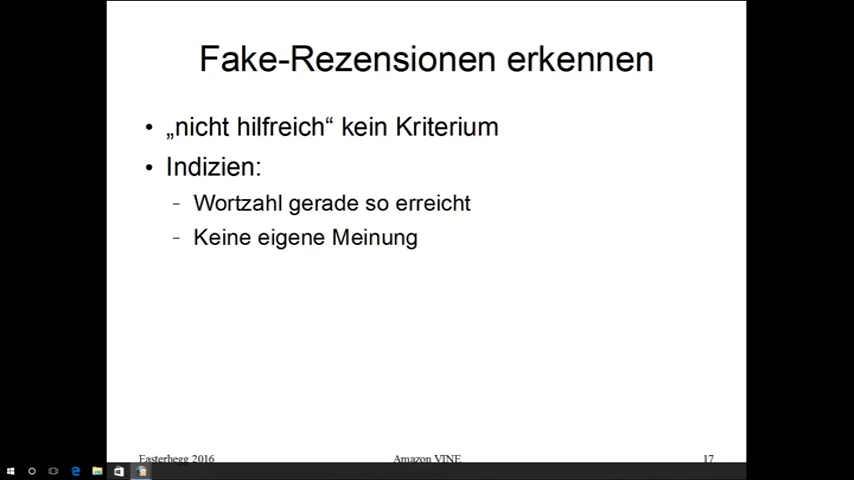 Fake-Rezensionen erkennen
• „nicht hilfreich“ kein Kriterium
• Indizien:
– Wortzahl gerade so erreicht
– Keine eigene Meinung
Easterhegg 2016 Amazon VINE 17